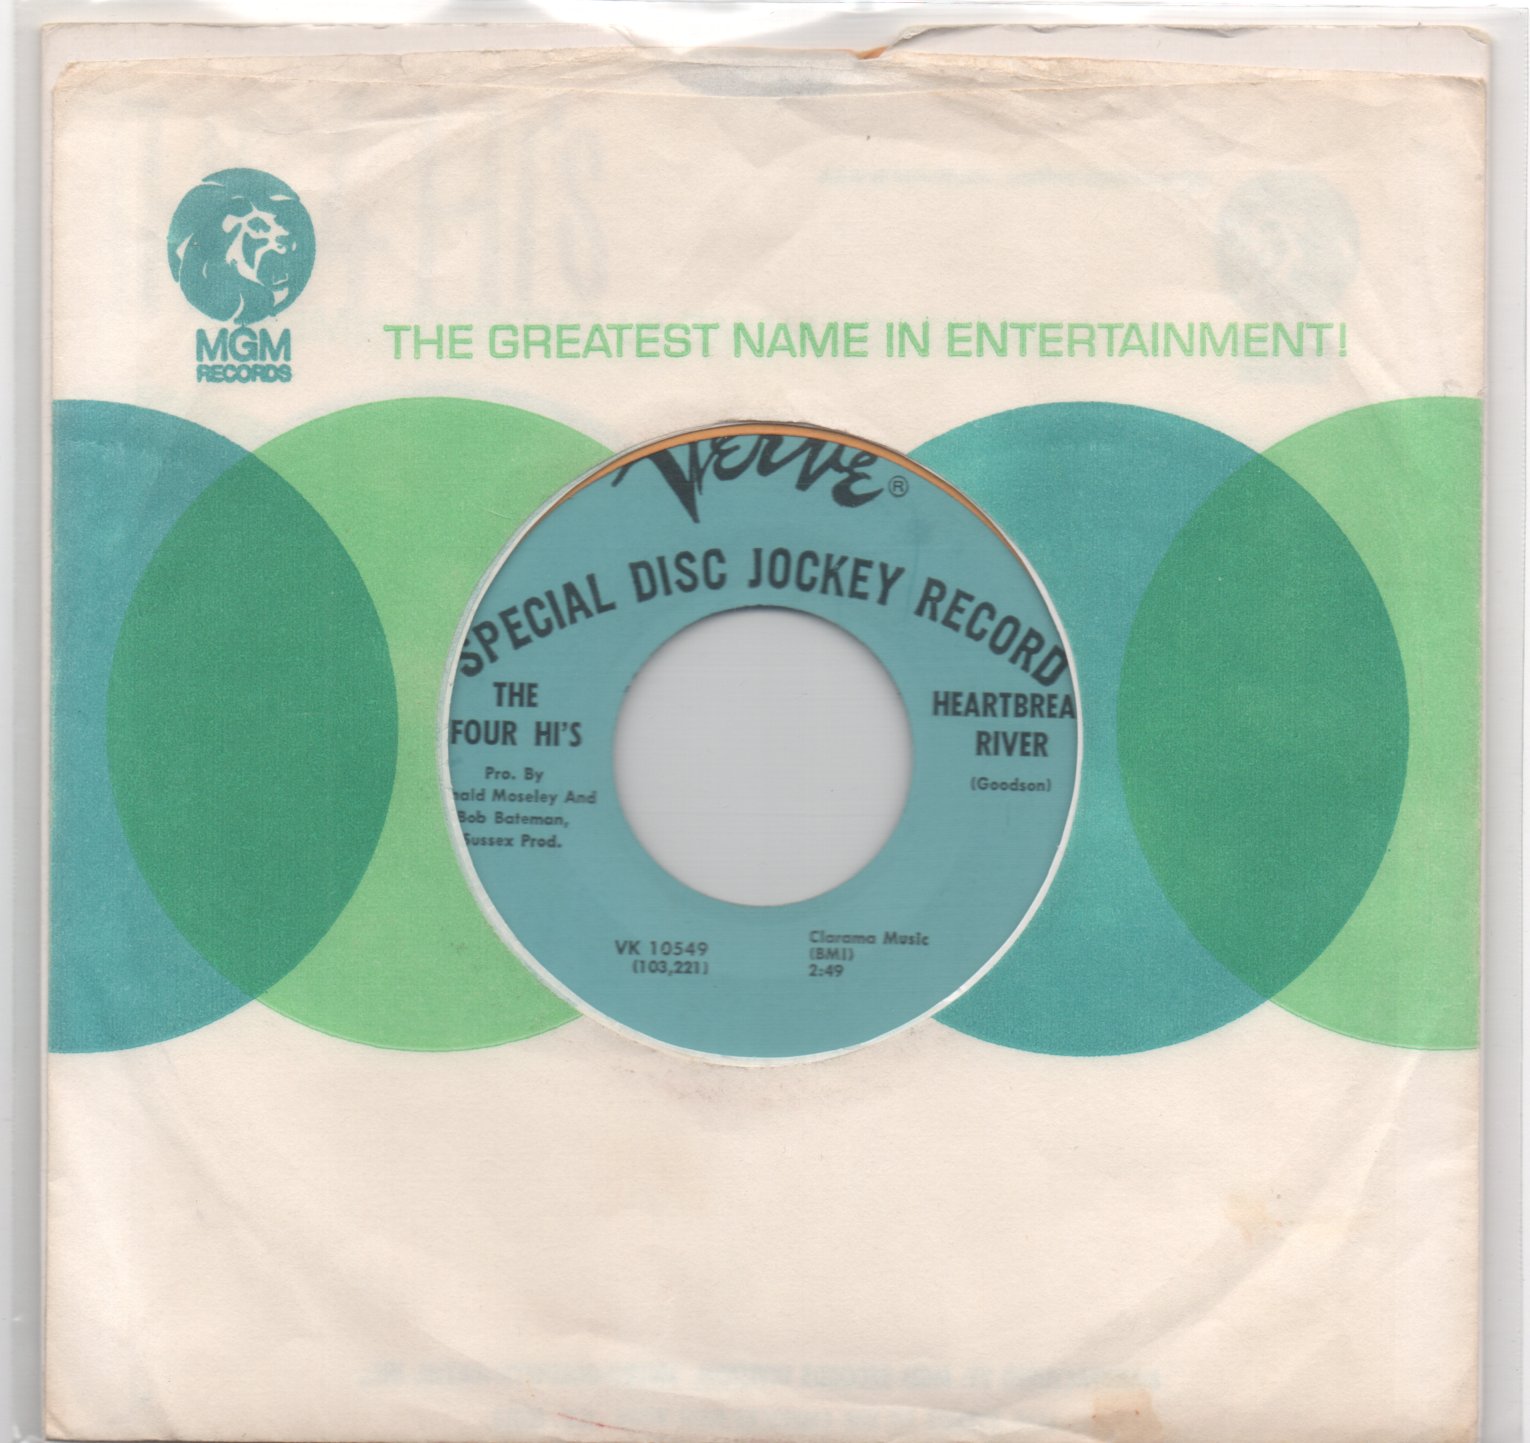 MGM
RECORDS
THE GREATEST NAME IN ENTERTAINMENT!
Verve ®
SPECIAL DISC JOCKEY RECORD
THE
FOUR HI'S
Pro. By
nald Moseley And
Bob Bateman,
Sussex Prod.
HEARTBREA
RIVER
(Goodson)
VK 10549
(103,221)
Clarama Music
(BMI)
2:49